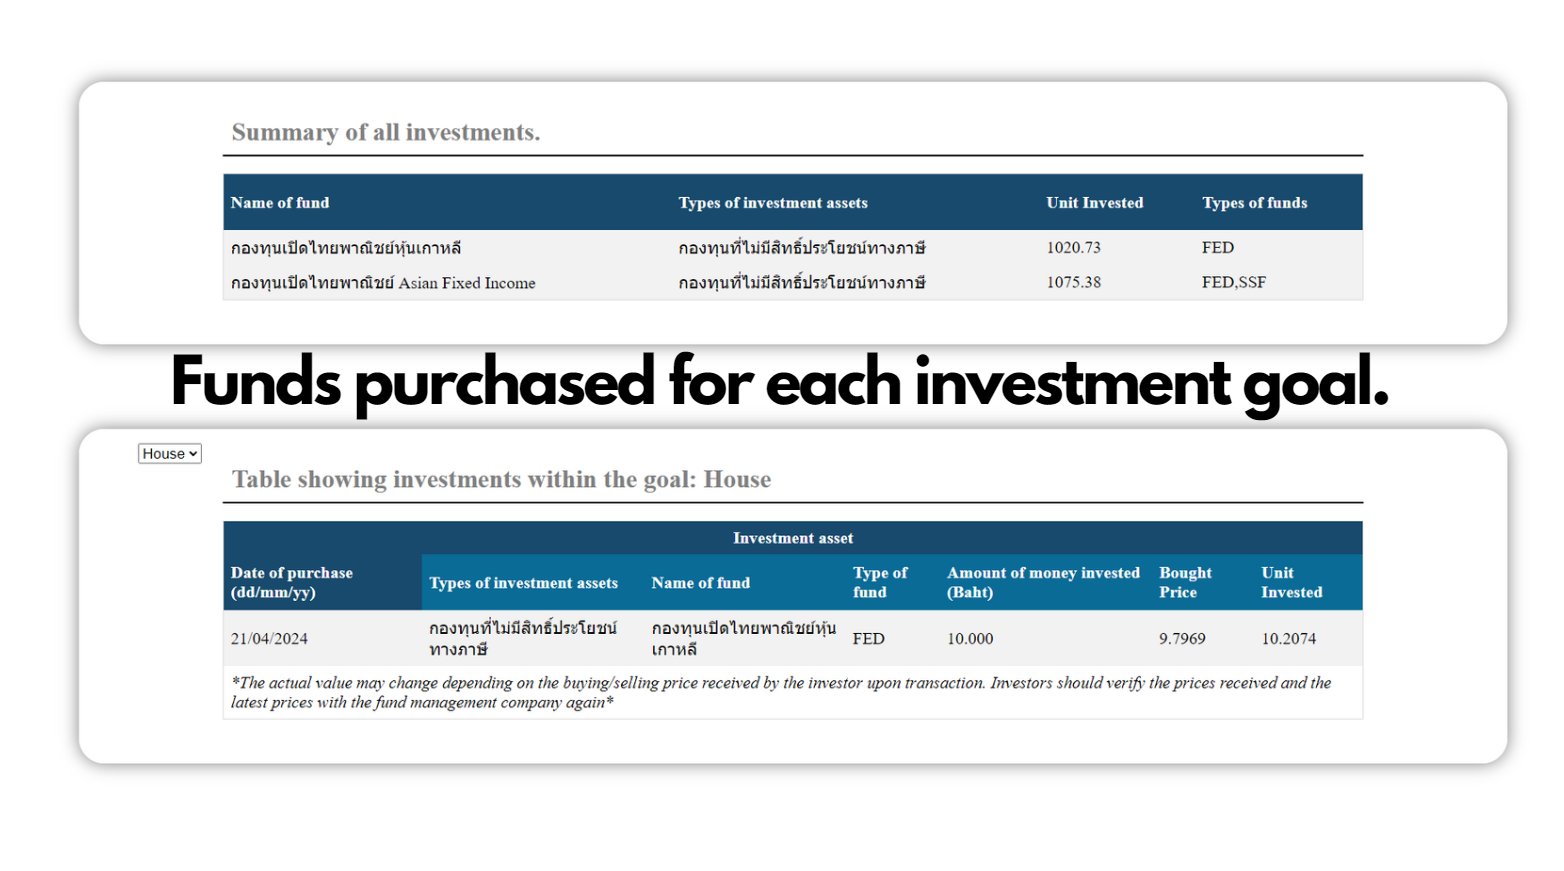 Summary of all investments.
Name of fund Types of investment assets Unit Invested Types of funds
กองทุนเปิดไทยพาณิชย์หุ้นเกาหลี กองทุนที่ไม่มีสิทธิ์ประโยชน์ทางภาษี 1020.73 FED
กองทุนเปิดไทยพาณิชย์ Asian Fixed Income กองทุนที่ไม่มีสิทธิ์ประโยชน์ทางภาษี 1075.38 FED,SSF
Funds purchased for each investment goal.
House
Table showing investments within the goal: House
Investment asset
Date of purchase
(dd/mm/yy)
Types of investment assets
Name of fund
Type of
fund
Amount of money invested
(Baht)
Bought
Price
Unit
Invested
21/04/2024
กองทุนที่ไม่มีสิทธิ์ประโยชน์
ทางภาษี
กองทุนเปิดไทยพาณิชย์หุ้น
เกาหลี
FED
10.000
9.7969
10.2074
*The actual value may change depending on the buying/selling price received by the investor upon transaction. Investors should verify the prices received and the
latest prices with the fund management company again*